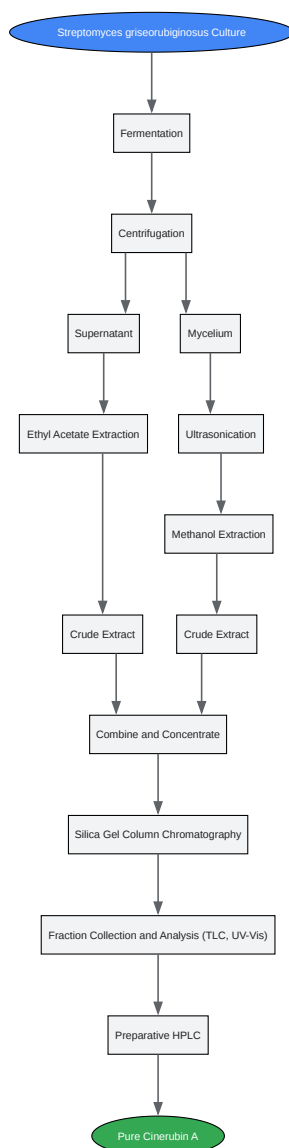 Streptomyces griseorubiginosus Culture
Fermentation
Centrifugation
Supernatant
Mycelium
Ethyl Acetate Extraction
Ultrasonication
Methanol Extraction
Crude Extract
Crude Extract
Combine and Concentrate
Silica Gel Column Chromatography
Fraction Collection and Analysis (TLC, UV-Vis)
Preparative HPLC
Pure Cinerubin A